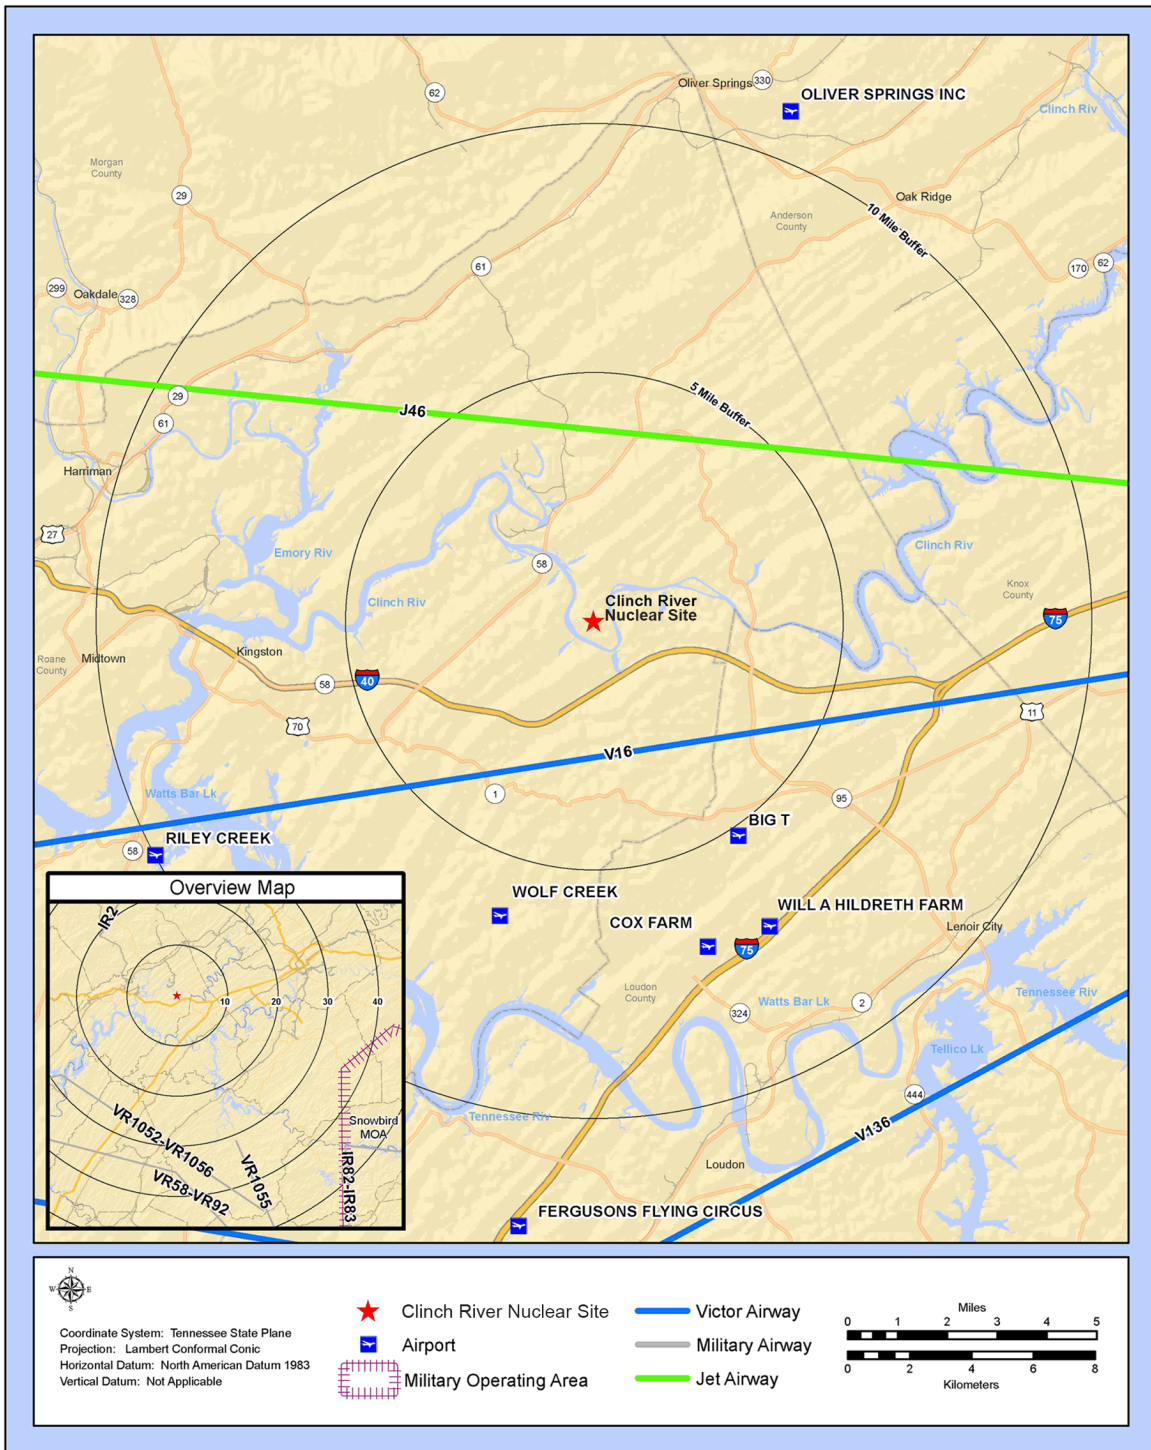 Oliver Springs
330
OLIVER SPRINGS INC
62
Clinch Riv
Morgan
County
29
Oak Ridge
10 Mile Buffer
Anderson
County
61
170
62
299
Oakdale
328
J46
5 Mile Buffer
29
61
Harriman
27
Emory Riv
58
Clinch Riv
Clinch Riv
Knox
County
Clinch River
Nuclear Site
75
Roane
County
Midtown
Kingston
58
40
70
11
V16
Watts Bar Lk
1
95
BIG T
58
RILEY CREEK
WOLF CREEK
COX FARM
WILL A HILDRETH FARM
75
Lenoir City
Loudon
County
324
Watts Bar Lk
2
Tennessee Riv
Tellico Lk
444
Tennessee Riv
V136
Loudon
FERGUSONS FLYING CIRCUS
Overview Map
IR2
10
20
30
40
VR1052-VR1056
VR58-VR92
VR1055
IR82-IR83
Snowbird
MOA
N
W
E
S
Coordinate System: Tennessee State Plane
Projection: Lambert Conformal Conic
Horizontal Datum: North American Datum 1983
Vertical Datum: Not Applicable
Clinch River Nuclear Site
Airport
Military Operating Area
Victor Airway
Military Airway
Jet Airway
Miles
0 1 2 3 4 5
0 2 4 6 8
Kilometers